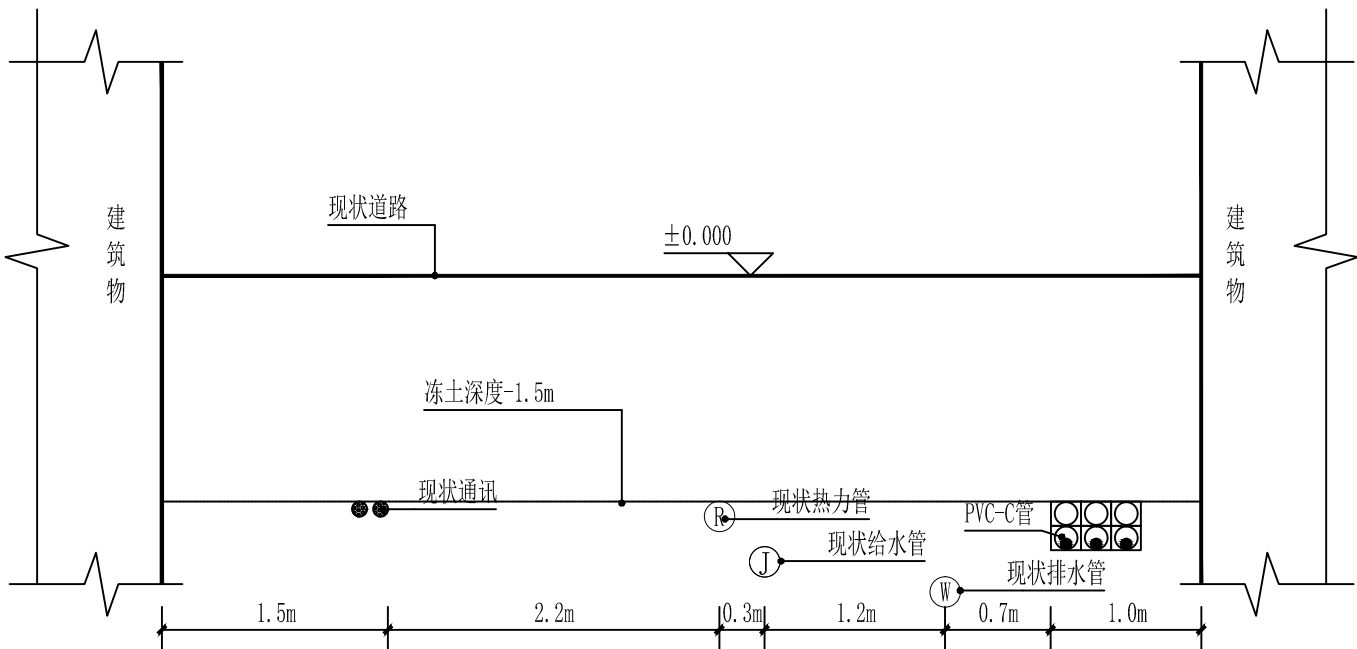 现状道路
±0.000
建筑物
建筑物
冻土深度-1.5m
现状通讯
现状热力管
R
PVC-C管
现状给水管
J
现状排水管
W
1.5m
2.2m
0.3m
1.2m
0.7m
1.0m